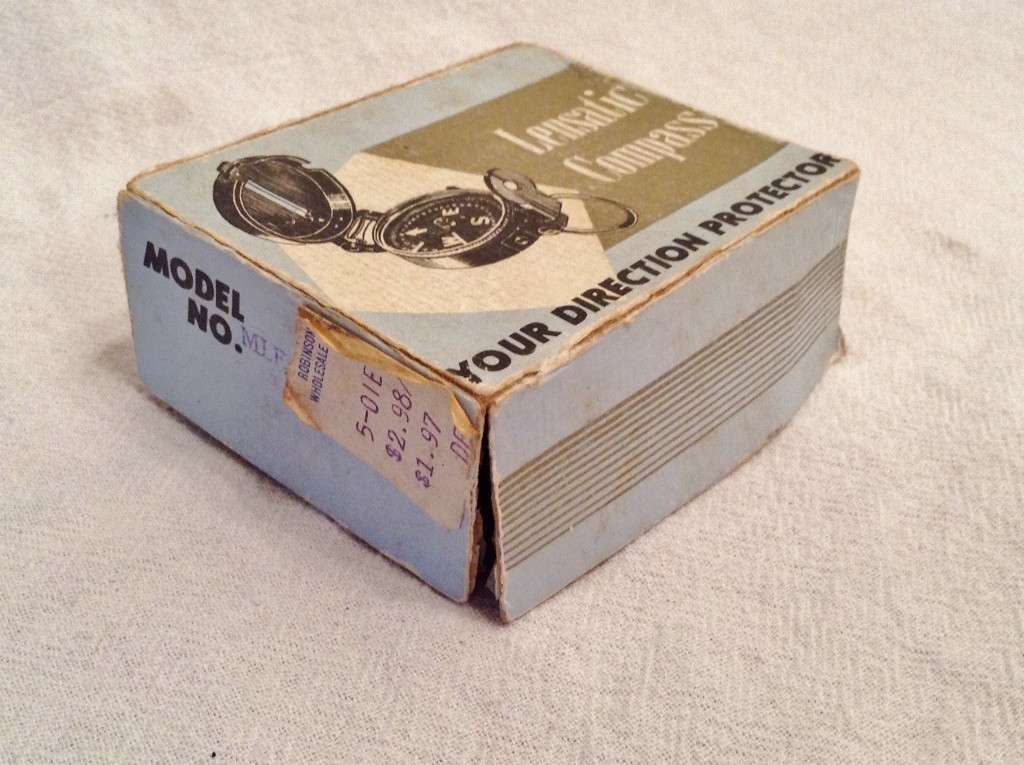 Lensatic
Compass
YOUR DIRECTION PROTECTOR
MODEL
NO.
ROBINSON
WHOLESALE
5-01E
$2.98/
$1.97